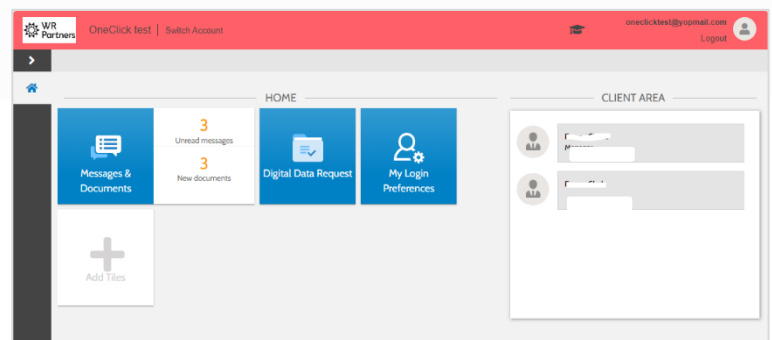 WR
Partners
OneClick test | Switch Account
oneclicktest@yopmail.com
Logout
HOME
CLIENT AREA
3
Unread messages
3
New documents
Messages &
Documents
Digital Data Request
My Login
Preferences
Add Tiles